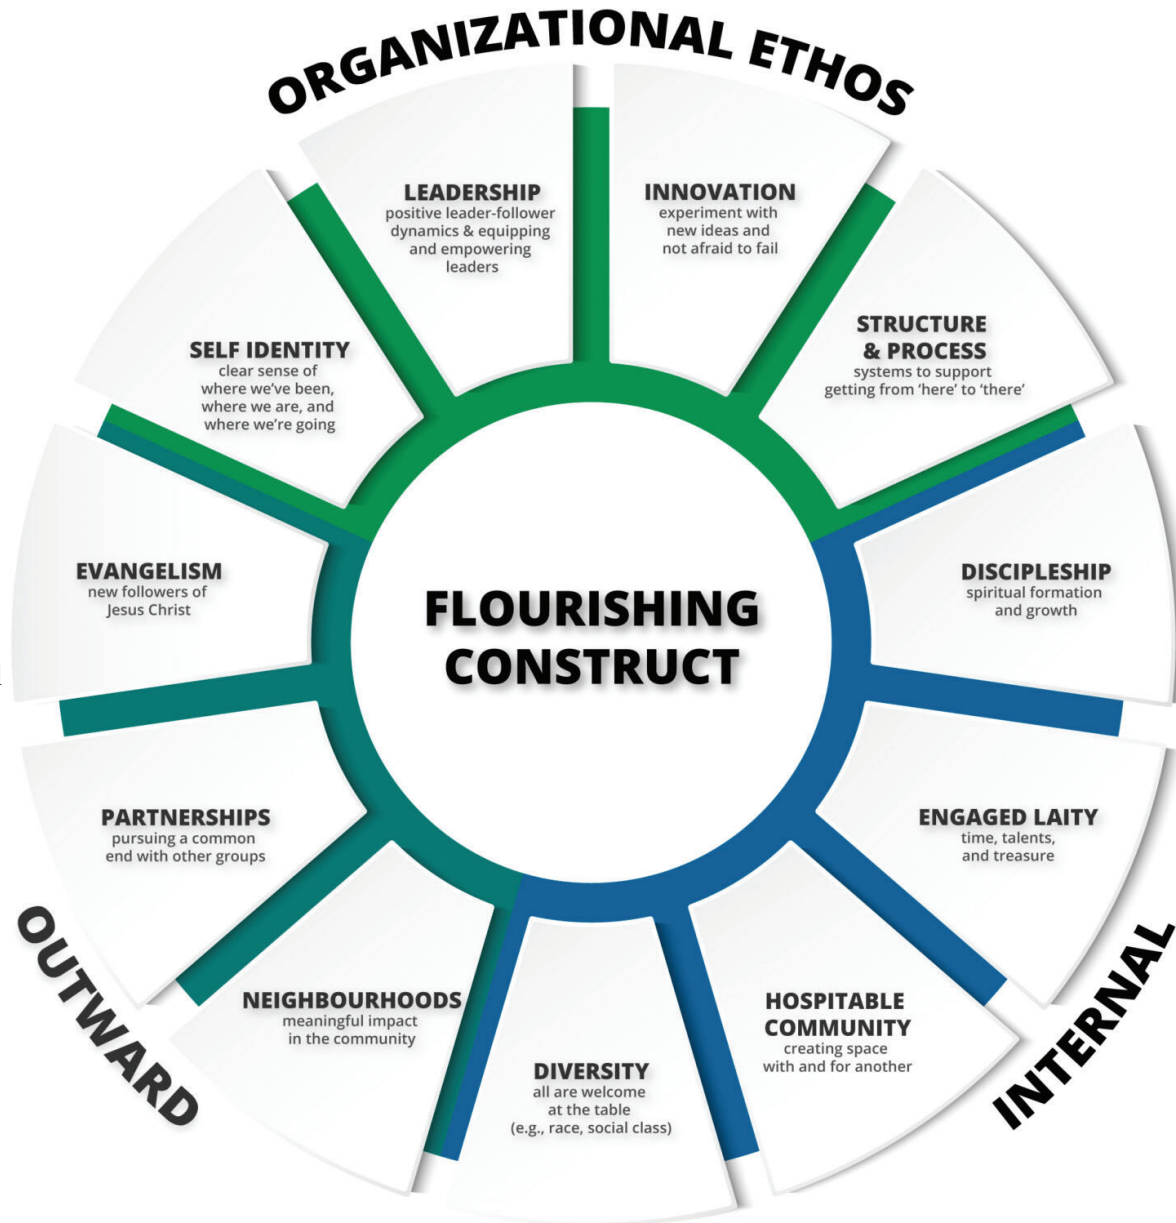 ORGANIZATIONAL ETHOS
LEADERSHIP
positive leader-follower
dynamics & equipping
and empowering
leaders
INNOVATION
experiment with
new ideas and
not afraid to fail
STRUCTURE
& PROCESS
systems to support
getting from ‘here’ to ‘there’
SELF IDENTITY
clear sense of
where we’ve been,
where we are, and
where we’re going
EVANGELISM
new followers of
Jesus Christ
DISCIPLESHIP
spiritual formation
and growth
FLOURISHING
CONSTRUCT
PARTNERSHIPS
pursuing a common
end with other groups
ENGAGED LAITY
time, talents,
and treasure
NEIGHBOURHOODS
meaningful impact
in the community
HOSPITABLE
COMMUNITY
creating space
with and for another
DIVERSITY
all are welcome
at the table
(e.g., race, social class)
OUTWARD
INTERNAL